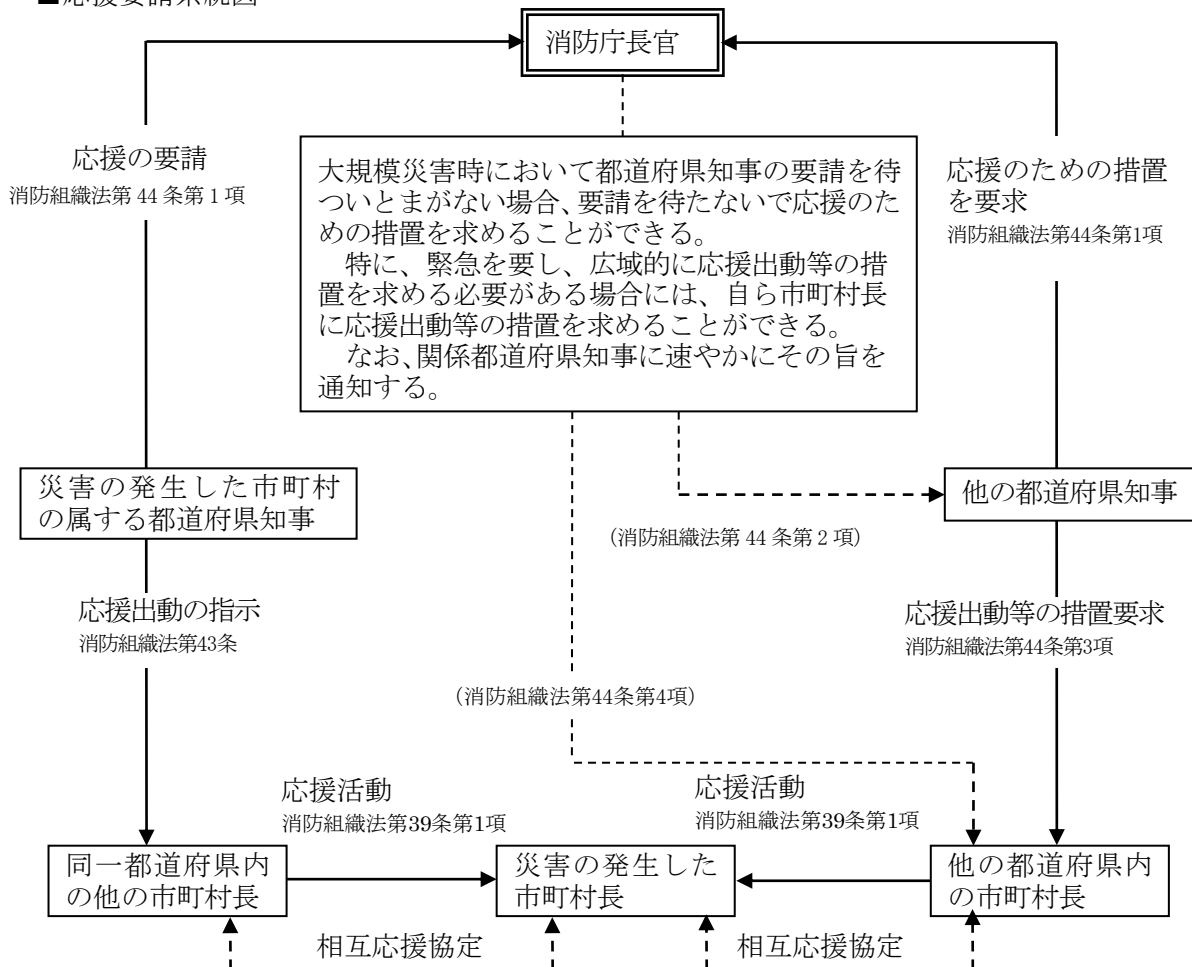 消防庁長官
応援の要請
消防組織法第 44 条第 1 項
大規模災害時において都道府県知事の要請を待
ついとまがない場合、要請を待たないで応援のた
めの措置を求めることができる。
特に、緊急を要し、広域的に応援出動等の措
置を求める必要がある場合には、自ら市町村長
に応援出動等の措置を求めることができる。
なお、関係都道府県知事に速やかにその旨を
通知する。
応援のための措置
を要求
消防組織法第44条第1項
災害の発生した市町村
の属する都道府県知事
他の都道府県知事
(消防組織法第 44 条第 2 項)
応援出動の指示
消防組織法第43条
応援出動等の措置要求
消防組織法第44条第3項
(消防組織法第44条第4項)
応援活動
消防組織法第39条第1項
応援活動
消防組織法第39条第1項
同一都道府県内
の他の市町村長
災害の発生した
市町村長
他の都道府県内
の市町村長
相互応援協定
相互応援協定